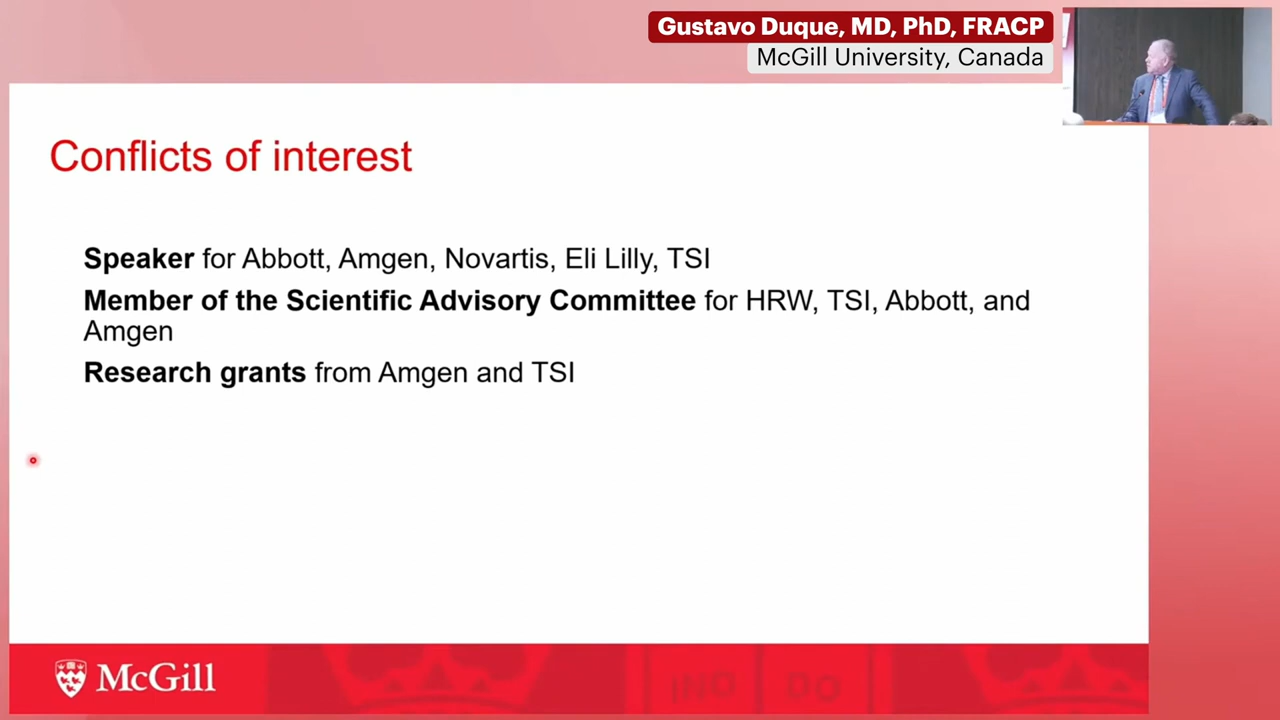 Gustavo Duque, MD, PhD, FRACP
McGill University, Canada
Conflicts of interest
Speaker for Abbott, Amgen, Novartis, Eli Lilly, TSI
Member of the Scientific Advisory Committee for HRW, TSI, Abbott, and
Amgen
Research grants from Amgen and TSI
McGill